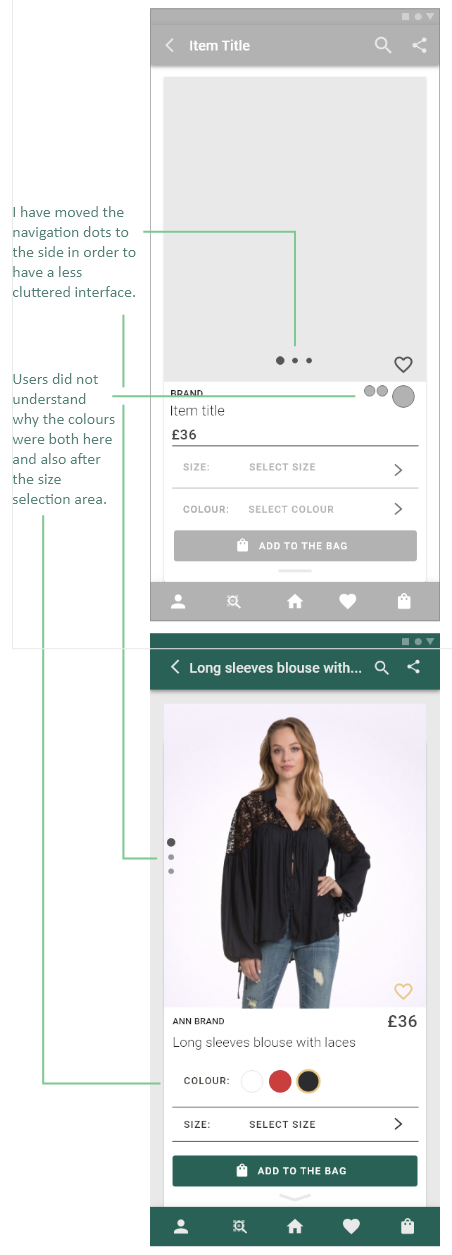 Item Title
I have moved the
navigation dots to
the side in order to
have a less
cluttered interface.
Users did not
understand
why the colours
were both here
and also after
the size
selection area.
BRAND
Item title
£36
SIZE: SELECT SIZE
COLOUR: SELECT COLOUR
ADD TO THE BAG
Long sleeves blouse with...
ANN BRAND £36
Long sleeves blouse with laces
COLOUR:
SIZE: SELECT SIZE
ADD TO THE BAG